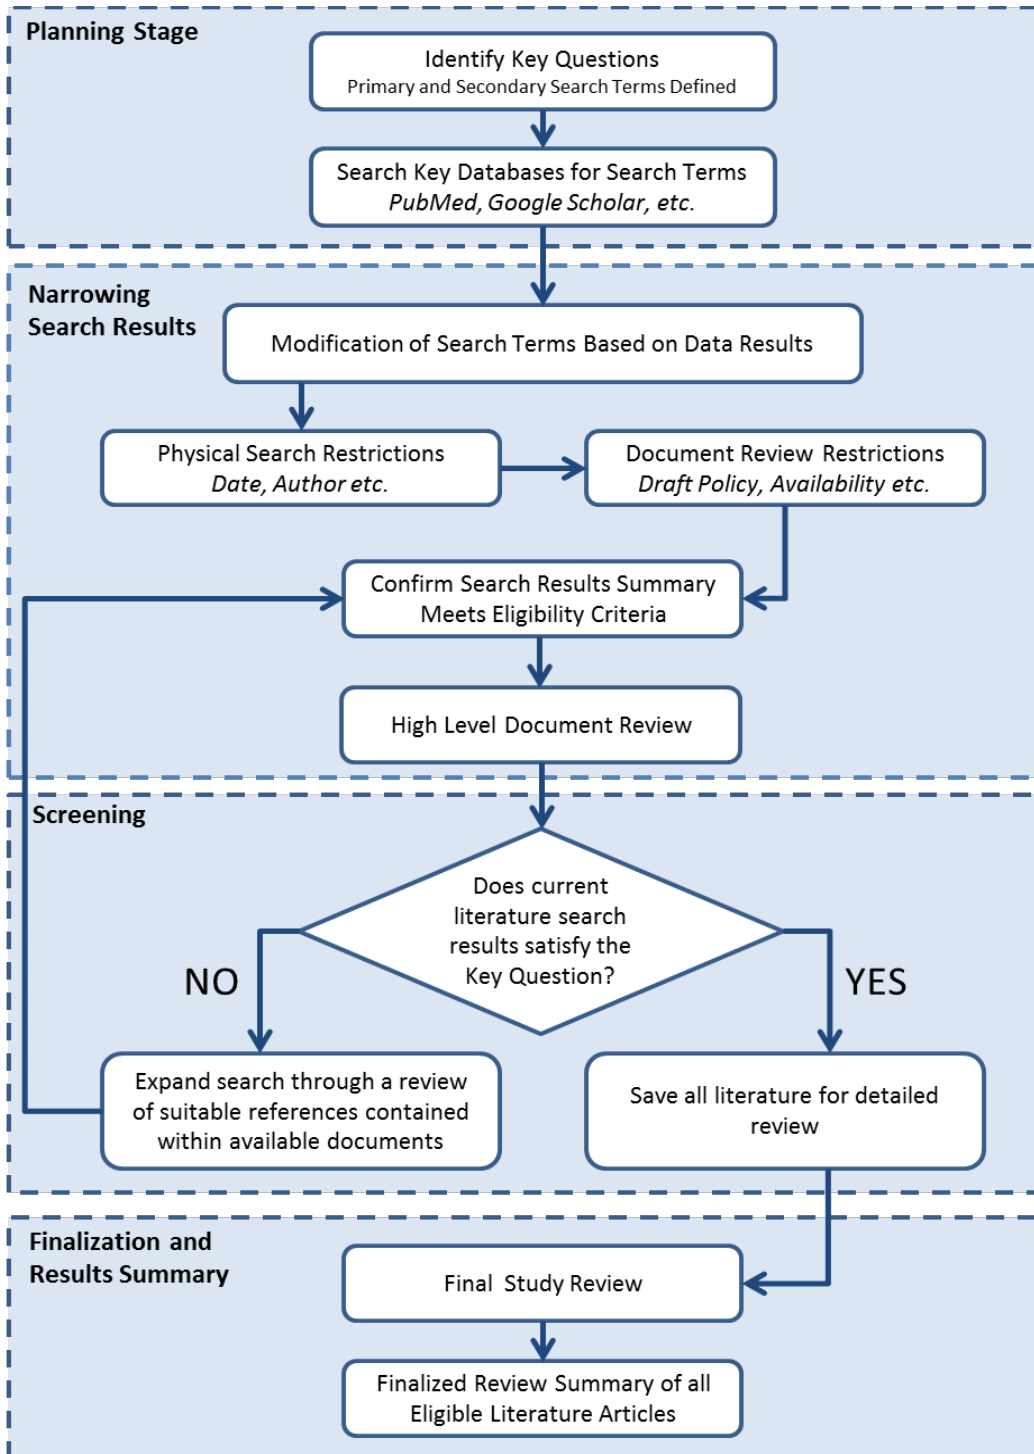 Planning Stage
Identify Key Questions
Primary and Secondary Search Terms Defined
Search Key Databases for Search Terms
PubMed, Google Scholar, etc.
Narrowing
Search Results
Modification of Search Terms Based on Data Results
Physical Search Restrictions
Date, Author etc.
Document Review Restrictions
Draft Policy, Availability etc.
Confirm Search Results Summary
Meets Eligibility Criteria
High Level Document Review
Screening
Does current
literature search
results satisfy the
Key Question?
NO
YES
Expand search through a review
of suitable references contained
within available documents
Save all literature for detailed
review
Finalization and
Results Summary
Final Study Review
Finalized Review Summary of all
Eligible Literature Articles